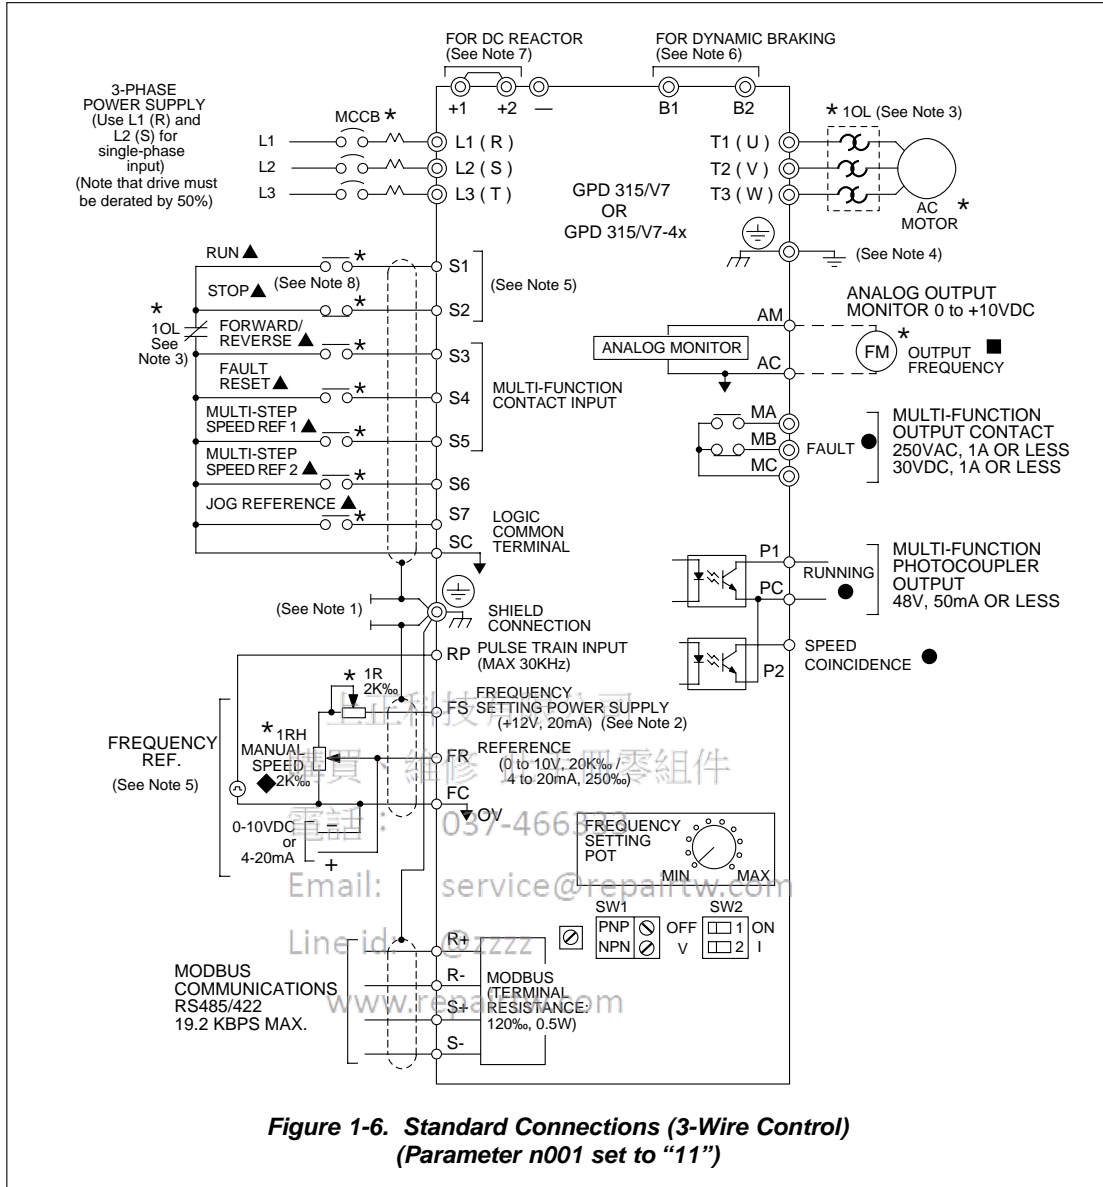 FOR DC REACTOR
(See Note 7)
FOR DYNAMIC BRAKING
(See Note 6)
+1 +2 —
B1 B2
3-PHASE
POWER SUPPLY
(Use L1 (R) and
L2 (S) for
single-phase
input)
(Note that drive must
be derated by 50%)
MCCB *
L1 L1 ( R )
L2 L2 ( S )
L3 L3 ( T )
T1 ( U )
T2 ( V )
T3 ( W )
* 1OL (See Note 3)
AC
MOTOR *
GPD 315/V7
OR
GPD 315/V7-4x
(See Note 4)
RUN▲
* S1
(See Note 8)
(See Note 5)
STOP▲
* S2
*
1OL
See
Note 3)
FORWARD/
REVERSE ▲
* S3
FAULT
RESET▲
* S4
MULTI-FUNCTION
CONTACT INPUT
MULTI-STEP
SPEED REF 1 ▲
* S5
MULTI-STEP
SPEED REF 2 ▲
* S6
JOG REFERENCE ▲
* S7
SC
LOGIC
COMMON
TERMINAL
ANALOG OUTPUT
MONITOR 0 to +10VDC
AM
ANALOG MONITOR
AC
FM *
OUTPUT ■
FREQUENCY
MA
MB
MC
FAULT ●
MULTI-FUNCTION
OUTPUT CONTACT
250VAC, 1A OR LESS
30VDC, 1A OR LESS
P1
RUNNING ●
PC
MULTI-FUNCTION
PHOTOCOUPLER
OUTPUT
48V, 50mA OR LESS
P2
SPEED
COINCIDENCE ●
(See Note 1)
SHIELD
CONNECTION
RP PULSE TRAIN INPUT
(MAX 30KHz)
* 1R
2K‰
FS FREQUENCY
SETTING POWER SUPPLY
(+12V, 20mA) (See Note 2)
FREQUENCY
REF.
(See Note 5)
* 1RH
MANUAL
SPEED
◆ 2K‰
FR REFERENCE
(0 to 10V, 20K‰ /
4 to 20mA, 250‰)
FC
OV
0-10VDC
or
4-20mA
–
+
FREQUENCY
SETTING
POT
MIN MAX
SW1 SW2
PNP OFF 1 ON
NPN V 2 I
MODBUS
COMMUNICATIONS
RS485/422
19.2 KBPS MAX.
R+
R-
S+
S-
MODBUS
(TERMINAL
RESISTANCE:
120‰, 0.5W)
電話： 037-466333
Email: service@repairtw.com
Line id: @zzzz
www.repairtw.com
Figure 1-6. Standard Connections (3-Wire Control)
(Parameter n001 set to “11”)